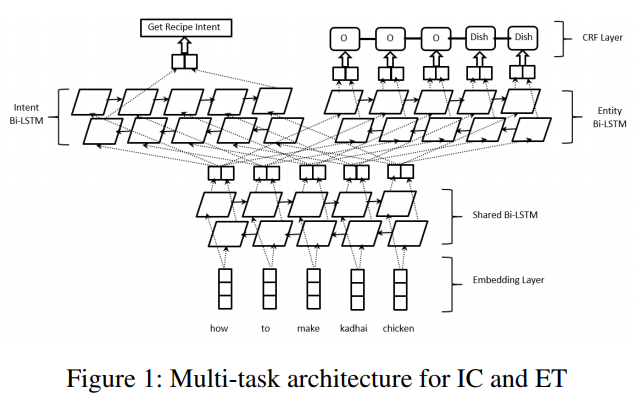 Get Recipe Intent
O O O Dish Dish
CRF Layer
Intent
Bi-LSTM
Entity
Bi-LSTM
Shared Bi-LSTM
Embedding Layer
how to make kadhai chicken
Figure 1: Multi-task architecture for IC and ET